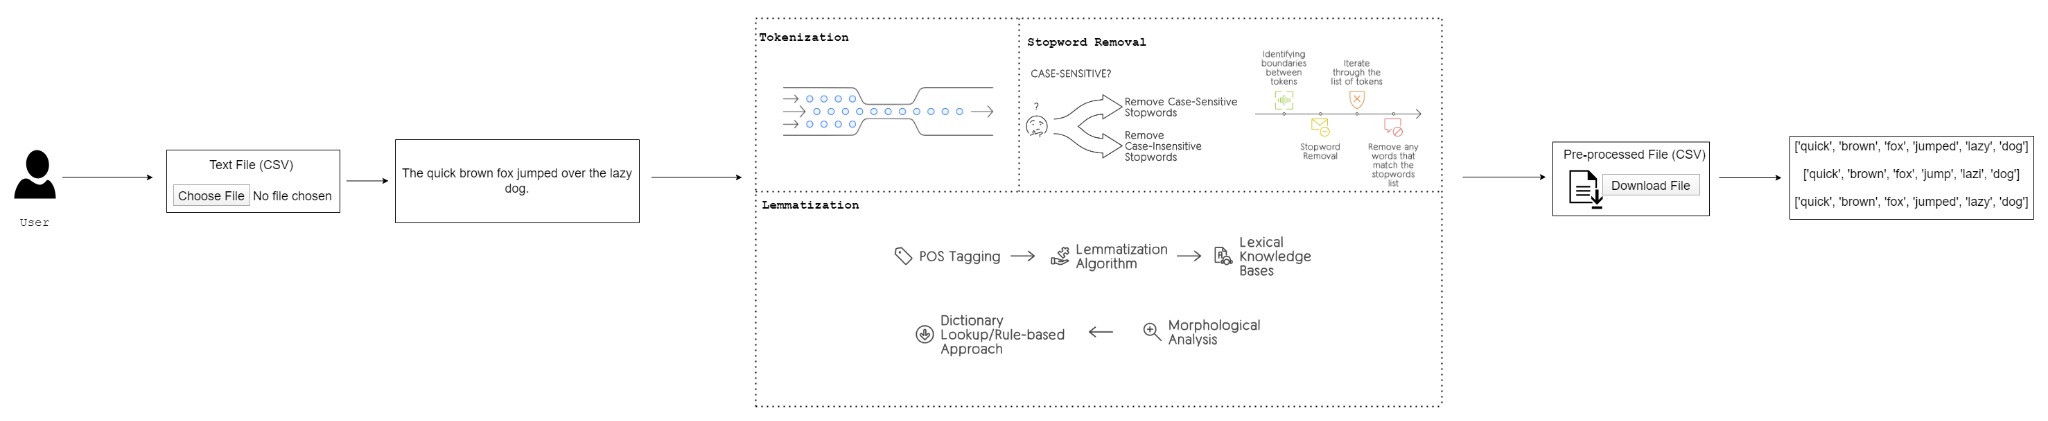 User
Text File (CSV)
Choose File No file chosen
The quick brown fox jumped over the lazy
dog.
Tokenization
Stopword Removal
CASE-SENSITIVE?
?
Remove Case-Sensitive
Stopwords
Remove
Case-Insensitive
Stopwords
Identifying
boundaries
between
tokens
Stopword
Removal
Iterate
through the
list of tokens
Remove any
words that
match the
stopwords
list
Lemmatization
POS Tagging
Lemmatization
Algorithm
Lexical
Knowledge
Bases
Morphological
Analysis
Dictionary
Lookup/Rule-based
Approach
Pre-processed File (CSV)
Download File
['quick', 'brown', 'fox', 'jumped', 'lazy', 'dog']
['quick', 'brown', 'fox', 'jump', 'lazi', 'dog']
['quick', 'brown', 'fox', 'jumped', 'lazy', 'dog']